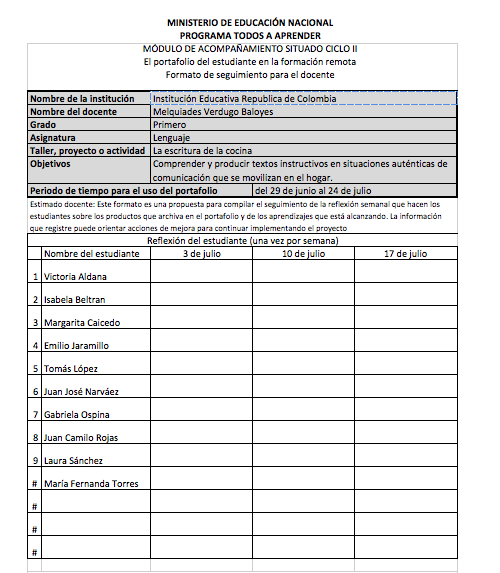 MINISTERIO DE EDUCACIÓN NACIONAL
PROGRAMA TODOS A APRENDER
MÓDULO DE ACOMPAÑAMIENTO SITUADO CICLO II
El portafolio del estudiante en la formación remota
Formato de seguimiento para el docente
Nombre de la institución Institución Educativa Republica de Colombia
Nombre del docente Melquiades Verdugo Baloyes
Grado Primero
Asignatura Lenguaje
Taller, proyecto o actividad La escritura de la cocina
Objetivos Comprender y producir textos instructivos en situaciones auténticas de
comunicación que se movilizan en el hogar.
Periodo de tiempo para el uso del portafolio del 29 de junio al 24 de julio
Estimado docente: Este formato es una propuesta para compilar el seguimiento de la reflexión semanal que hacen los
estudiantes sobre los productos que archiva en el portafolio y de los aprendizajes que está alcanzando. La información
que registre puede orientar acciones de mejora para continuar implementando el proyecto
Reflexión del estudiante (una vez por semana)
Nombre del estudiante 3 de julio 10 de julio 17 de julio
1 Victoria Aldana
2 Isabela Beltran
3 Margarita Caicedo
4 Emilio Jaramillo
5 Tomás López
6 Juan José Narváez
7 Gabriela Ospina
8 Juan Camilo Rojas
9 Laura Sánchez
# María Fernanda Torres
#
#
#